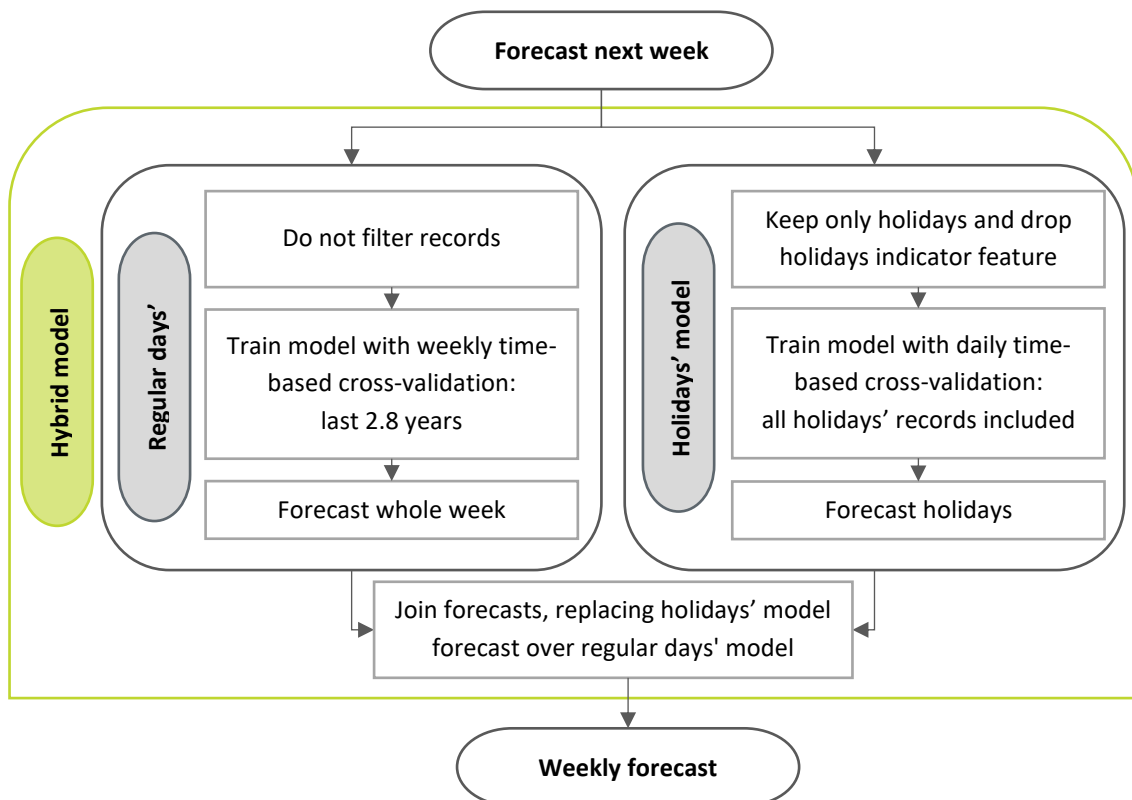 Forecast next week
Hybrid model
Regular days’
Do not filter records
Train model with weekly time-
based cross-validation:
last 2.8 years
Forecast whole week
Holidays’ model
Keep only holidays and drop
holidays indicator feature
Train model with daily time-
based cross-validation:
all holidays’ records included
Forecast holidays
Join forecasts, replacing holidays’ model
forecast over regular days' model
Weekly forecast